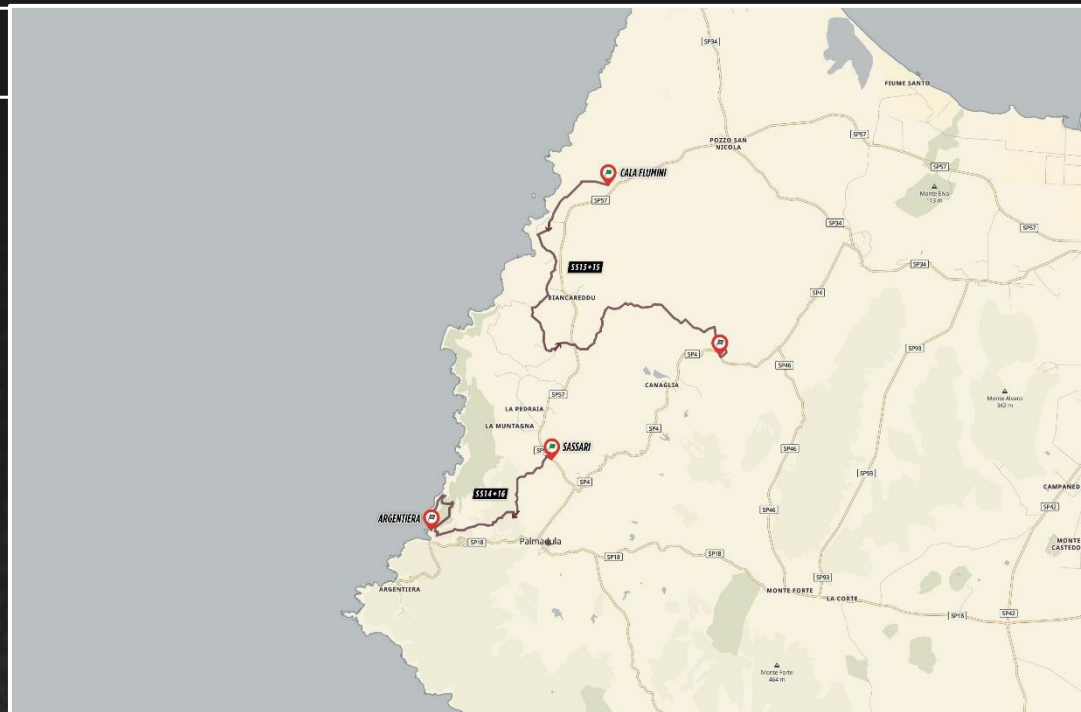 SP34
FIUME SANTO
SP57
POZZO SAN
NICOLA
SP57
CALA FLUMINI
Monte Elva
113 m
SP57
SP34
SP57
SP34
SS13+15
SP4
BIANCAREDDU
SP93
SP4
SP46
CANAGLIA
SP57
Monte Alvaro
342 m
LA PEDRAIA
LA MUNTAGNA
SP4
SASSARI
SP46
SP93
SP4
CAMPANED
SS14+16
SP42
ARGENTIERA
SP46
SP18
Palmadula
MONTE
CASTEDD
SP18
SP18
SP93
ARGENTIERA
MONTE FORTE
LA CORTE
SP18
SP42
Monte Forte
464 m